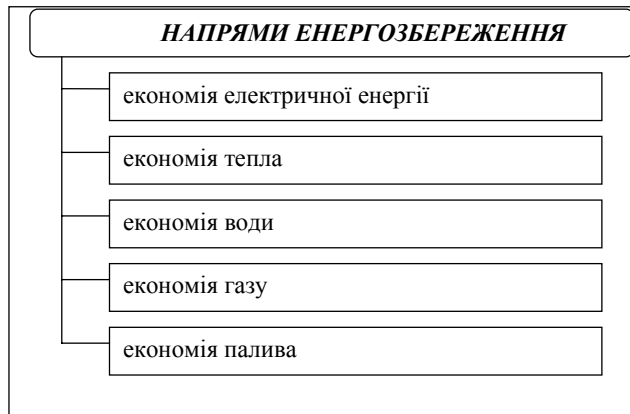 НАПРЯМИ ЕНЕРГОЗБЕРЕЖЕННЯ
економія електричної енергії
економія тепла
економія води
економія газу
економія палива